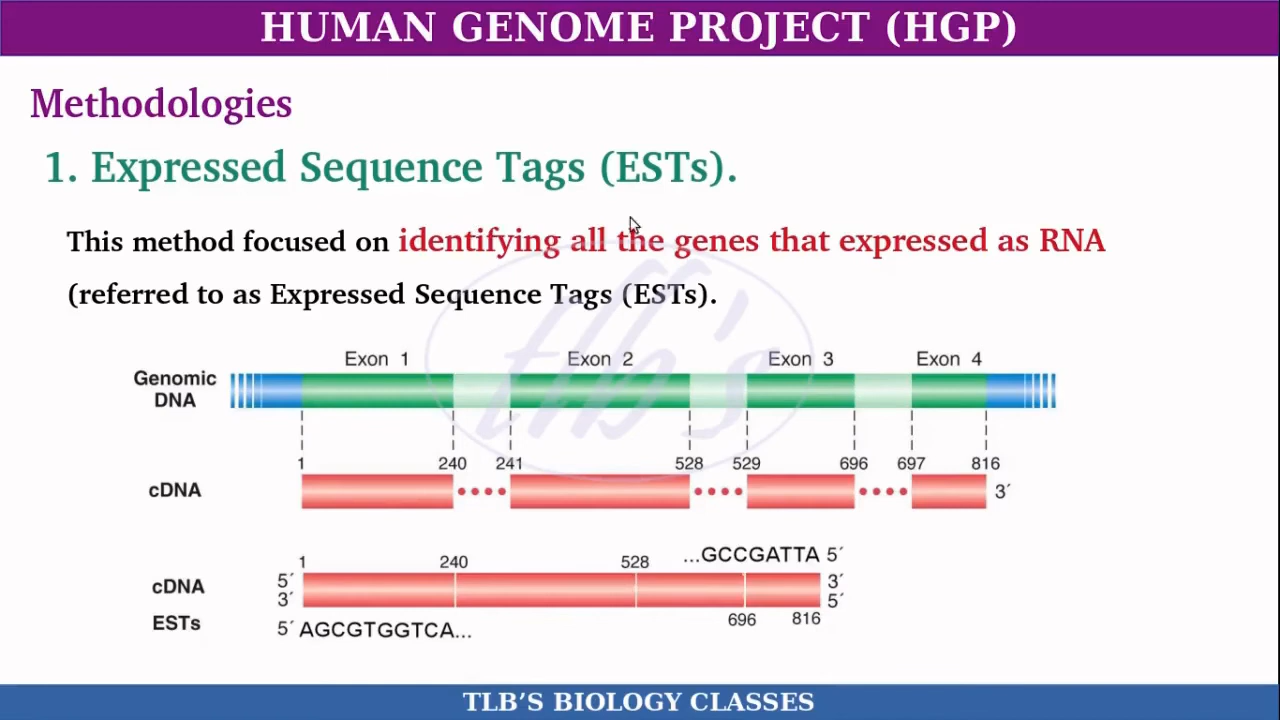 HUMAN GENOME PROJECT (HGP)
Methodologies
1. Expressed Sequence Tags (ESTs).
This method focused on identifying all the genes that expressed as RNA
(referred to as Expressed Sequence Tags (ESTs).
tlb's
Exon 1 Exon 2 Exon 3 Exon 4
Genomic
DNA
1 240 241 528 529 696 697 816
cDNA 3´
...GCCGATTA 5´
1 240 528
5´ 3´
cDNA
3´ 5´
696 816
ESTs
5´ AGCGTGGTCA...
TLB’S BIOLOGY CLASSES